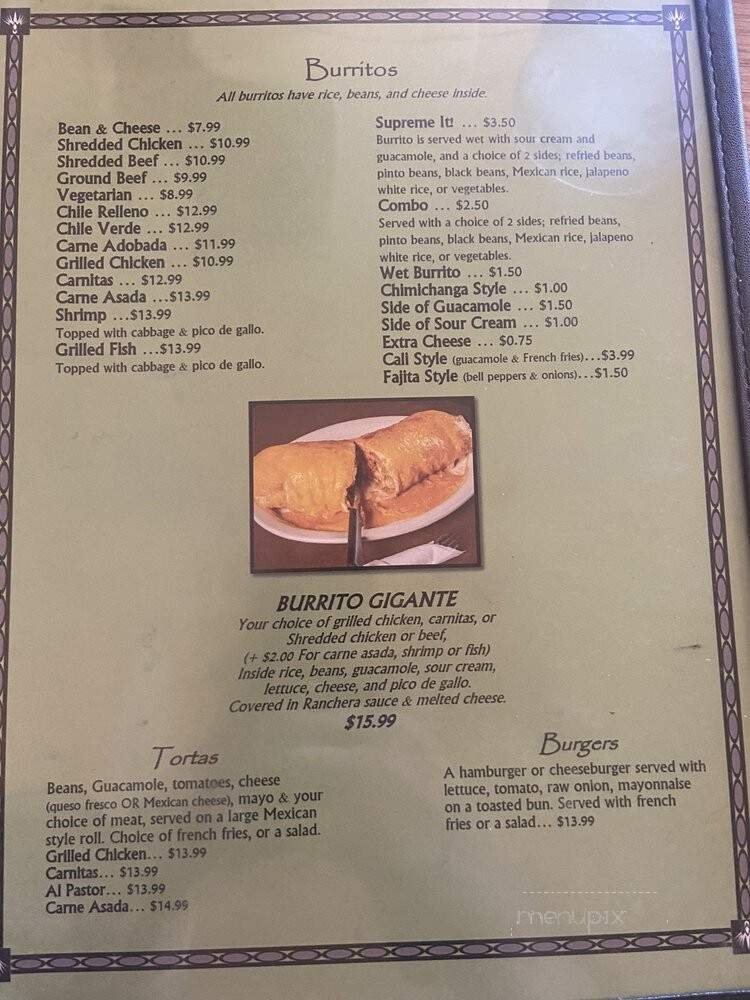 Burritos
All burritos have rice, beans, and cheese inside.
Bean & Cheese ... $7.99
Shredded Chicken ... $10.99
Shredded Beef ... $10.99
Ground Beef ... $9.99
Vegetarian ... $8.99
Chile Relleno ... $12.99
Chile Verde ... $12.99
Carne Adobada ... $11.99
Grilled Chicken ... $10.99
Carnitas ... $12.99
Carne Asada ...$13.99
Shrimp ...$13.99
Topped with cabbage & pico de gallo.
Grilled Fish ...$13.99
Topped with cabbage & pico de gallo.
Supreme It! ... $3.50
Burrito is served wet with sour cream and
guacamole, and a choice of 2 sides; refried beans,
pinto beans, black beans, Mexican rice, jalapeno
white rice, or vegetables.
Combo ... $2.50
Served with a choice of 2 sides; refried beans,
pinto beans, black beans, Mexican rice, jalapeno
white rice, or vegetables.
Wet Burrito ... $1.50
Chimichanga Style ... $1.00
Side of Guacamole ... $1.50
Side of Sour Cream ... $1.00
Extra Cheese ... $0.75
Cali Style (guacamole & French fries)...$3.99
Fajita Style (bell peppers & onions)...$1.50
BURRITO GIGANTE
Your choice of grilled chicken, carnitas, or
Shredded chicken or beef,
(+ $2.00 For carne asada, shrimp or fish)
Inside rice, beans, guacamole, sour cream,
lettuce, cheese, and pico de gallo.
Covered in Ranchera sauce & melted cheese.
$15.99
Tortas
Beans, Guacamole, tomatoes, cheese
(queso fresco OR Mexican cheese), mayo & your
choice of meat, served on a large Mexican
style roll. Choice of french fries, or a salad.
Grilled Chicken... $13.99
Carnitas... $13.99
Al Pastor... $13.99
Carne Asada... $14.99
Burgers
A hamburger or cheeseburger served with
lettuce, tomato, raw onion, mayonnaise
on a toasted bun. Served with french
fries or a salad... $13.99
menupix